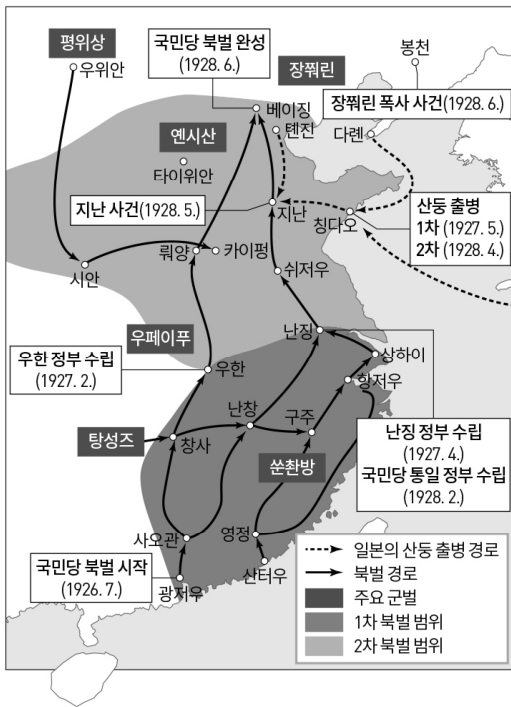 평위상
우위안
국민당 북벌 완성
(1928. 6.)
장쭤린
봉천
장쭤린 폭사 사건(1928. 6.)
베이징
톈진
다롄
옌시산
타이위안
지난 사건(1928. 5.)
지난
칭다오
산둥 출병
1차 (1927. 5.)
2차 (1928. 4.)
뤄양
카이펑
시안
쉬저우
우페이푸
난징
우한 정부 수립
(1927. 2.)
우한
상하이
항저우
난창
구주
탕성즈
창사
쑨촨방
난징 정부 수립
(1927. 4.)
국민당 통일 정부 수립
(1928. 2.)
사오관
영정
국민당 북벌 시작
(1926. 7.)
광저우
산터우
일본의 산둥 출병 경로
북벌 경로
주요 군벌
1차 북벌 범위
2차 북벌 범위